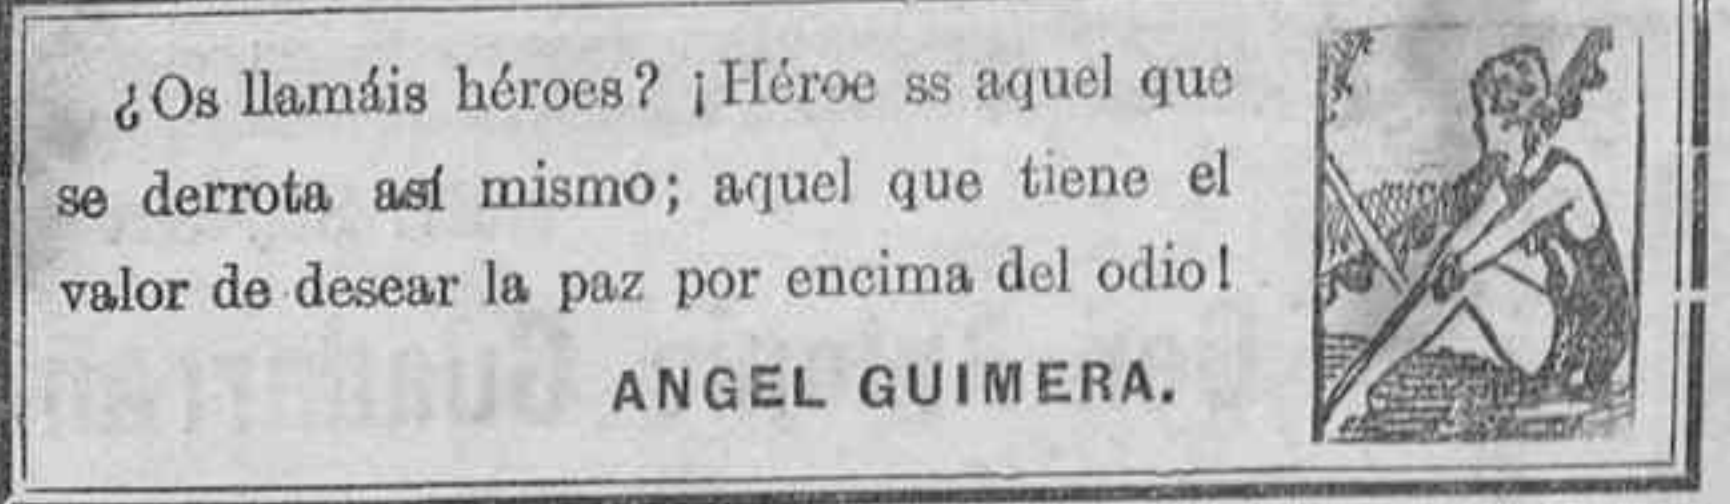 ¿Os llamáis héroes? ¡Héroe ss aquel que
se derrota así mismo; aquel que tiene el
valor de desear la paz por encima del odio!
ANGEL GUIMERA.